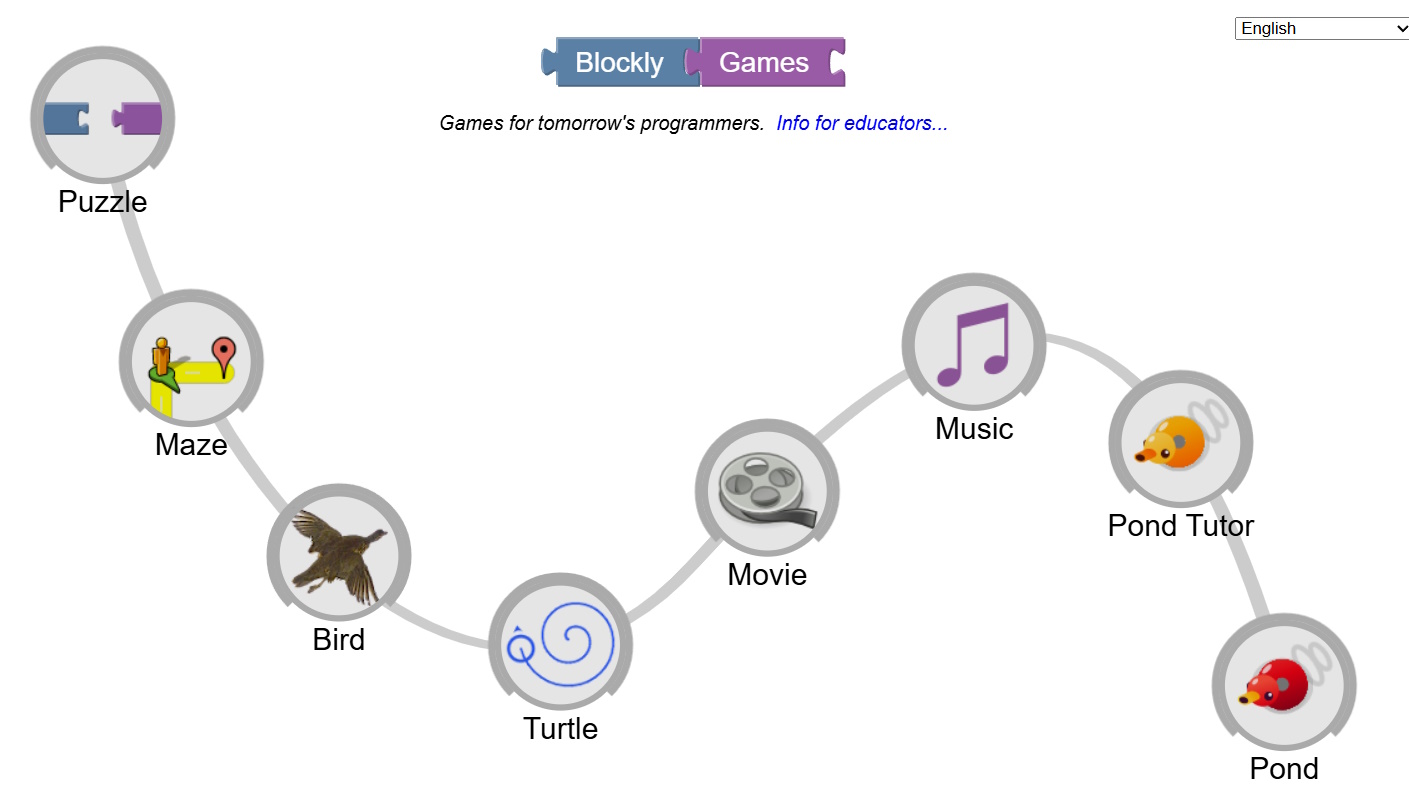 English
Blockly Games
Games for tomorrow's programmers. Info for educators...
Puzzle
Maze
Bird
Turtle
Movie
Music
Pond Tutor
Pond